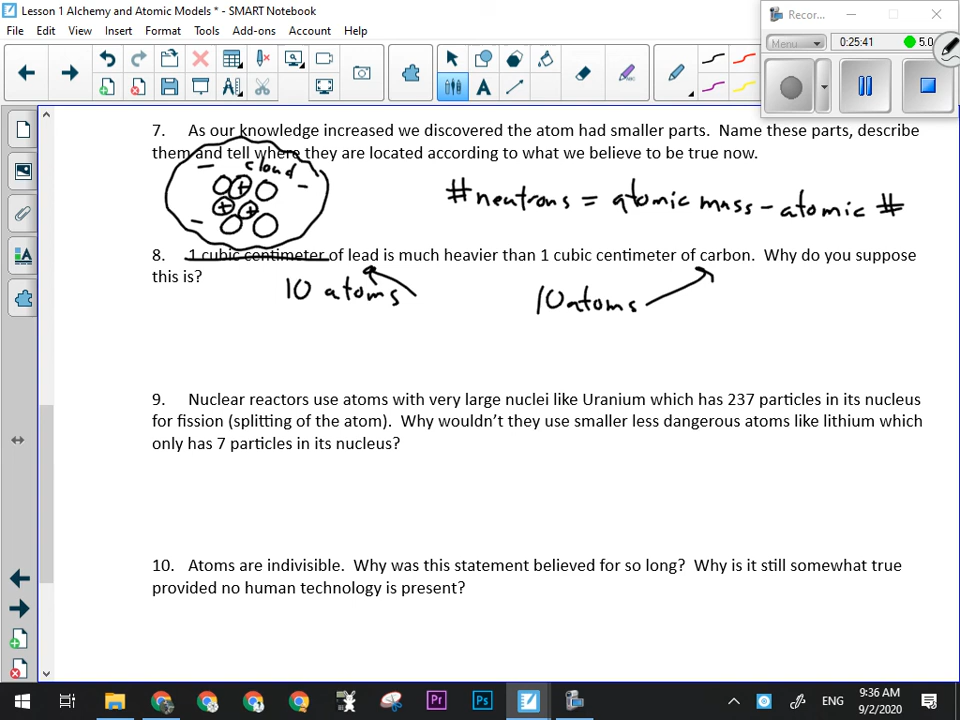 Lesson 1 Alchemy and Atomic Models * - SMART Notebook
File Edit View Insert Format Tools Add-ons Account Help
Recor...
Menu 0:25:41 5.0
7. As our knowledge increased we discovered the atom had smaller parts. Name these parts, describe
them and tell where they are located according to what we believe to be true now.
cloud
#neutrons = atomic mass - atomic #
8. 1 cubic centimeter of lead is much heavier than 1 cubic centimeter of carbon. Why do you suppose
this is?
10 atoms 10 atoms
9. Nuclear reactors use atoms with very large nuclei like Uranium which has 237 particles in its nucleus
for fission (splitting of the atom). Why wouldn't they use smaller less dangerous atoms like lithium which
only has 7 particles in its nucleus?
10. Atoms are indivisible. Why was this statement believed for so long? Why is it still somewhat true
provided no human technology is present?
Pr Ps ENG 9:36 AM
9/2/2020